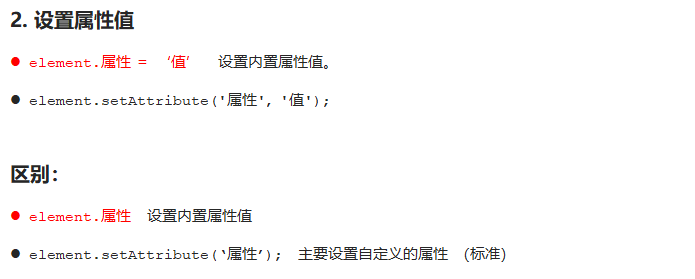 2. 设置属性值
● element.属性 = ‘值’ 设置内置属性值。
● element.setAttribute('属性', '值');
区别：
● element.属性 设置内置属性值
● element.setAttribute(‘属性’); 主要设置自定义的属性 （标准）